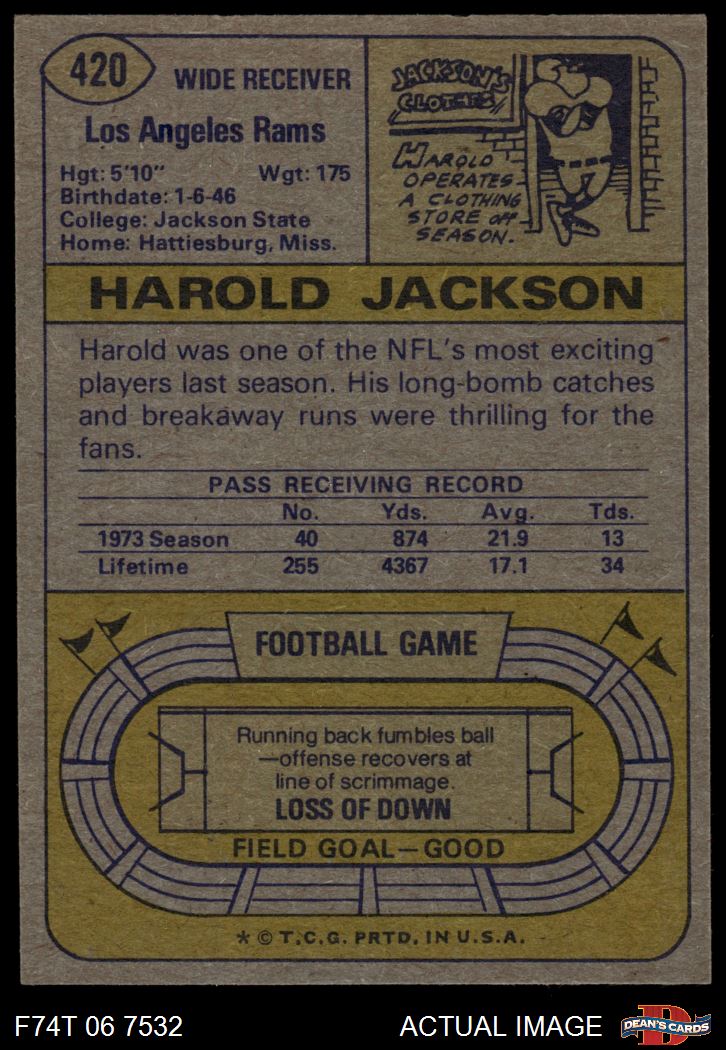 420
WIDE RECEIVER
Los Angeles Rams
Hgt: 5'10" Wgt: 175
Birthdate: 1-6-46
College: Jackson State
Home: Hattiesburg, Miss.
JACKSON'S
CLOTHES
HAROLD
OPERATES
A CLOTHING
STORE OFF
SEASON.
HAROLD JACKSON
Harold was one of the NFL's most exciting
players last season. His long-bomb catches
and breakaway runs were thrilling for the
fans.
PASS RECEIVING RECORD
No. Yds. Avg. Tds.
1973 Season 40 874 21.9 13
Lifetime 255 4367 17.1 34
FOOTBALL GAME
Running back fumbles ball
—offense recovers at
line of scrimmage.
LOSS OF DOWN
FIELD GOAL—GOOD
* © T.C.G. PRTD. IN U.S.A.
F74T 06 7532 ACTUAL IMAGE
DEAN'S CARDS